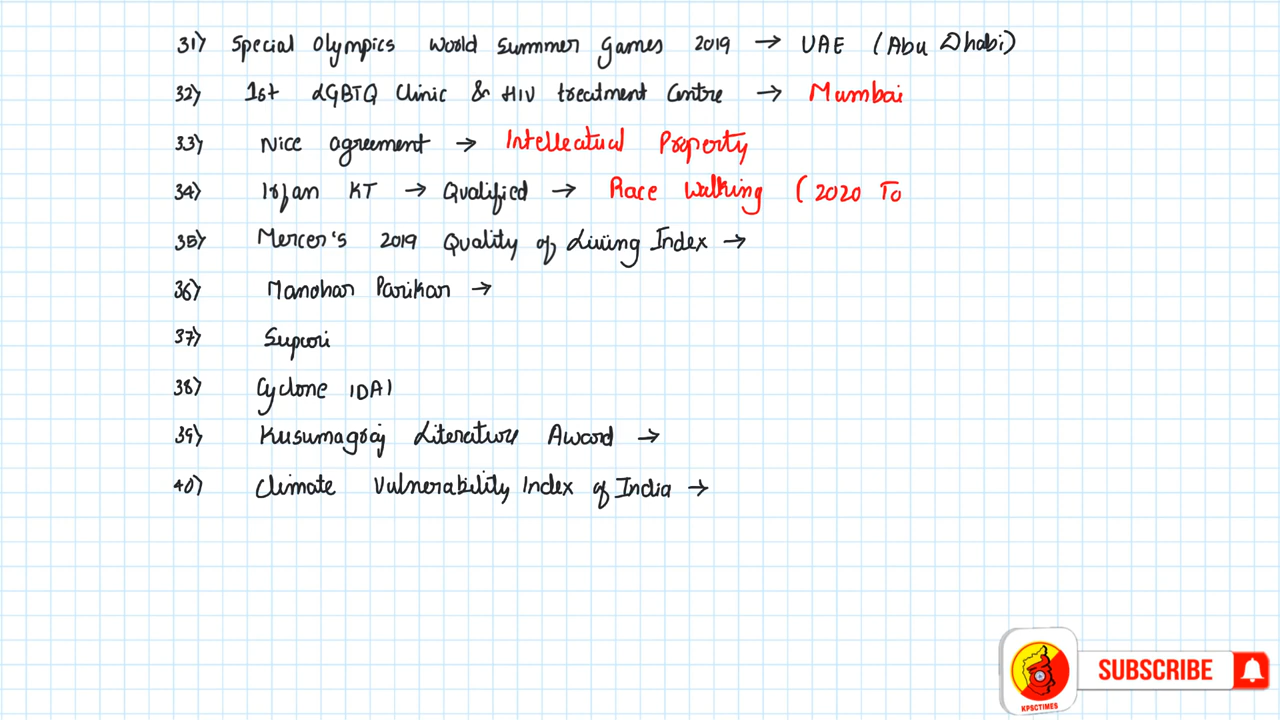 31) Special Olympics World Summer Games 2019 → UAE (Abu Dhabi)
32) 1st LGBTQ Clinic & HIV treatment Centre → Mumbai
33) Nice agreement → Intellectual Property
34) Irfan KT → Qualified → Race Walking (2020 To
35) Mercer's 2019 Quality of Living Index →
36) Manohar Parikar →
37) Supari
38) Cyclone IDAI
39) Kusumagraj Literature Award →
40) Climate Vulnerability Index of India →
SUBSCRIBE
KPSCTIMES